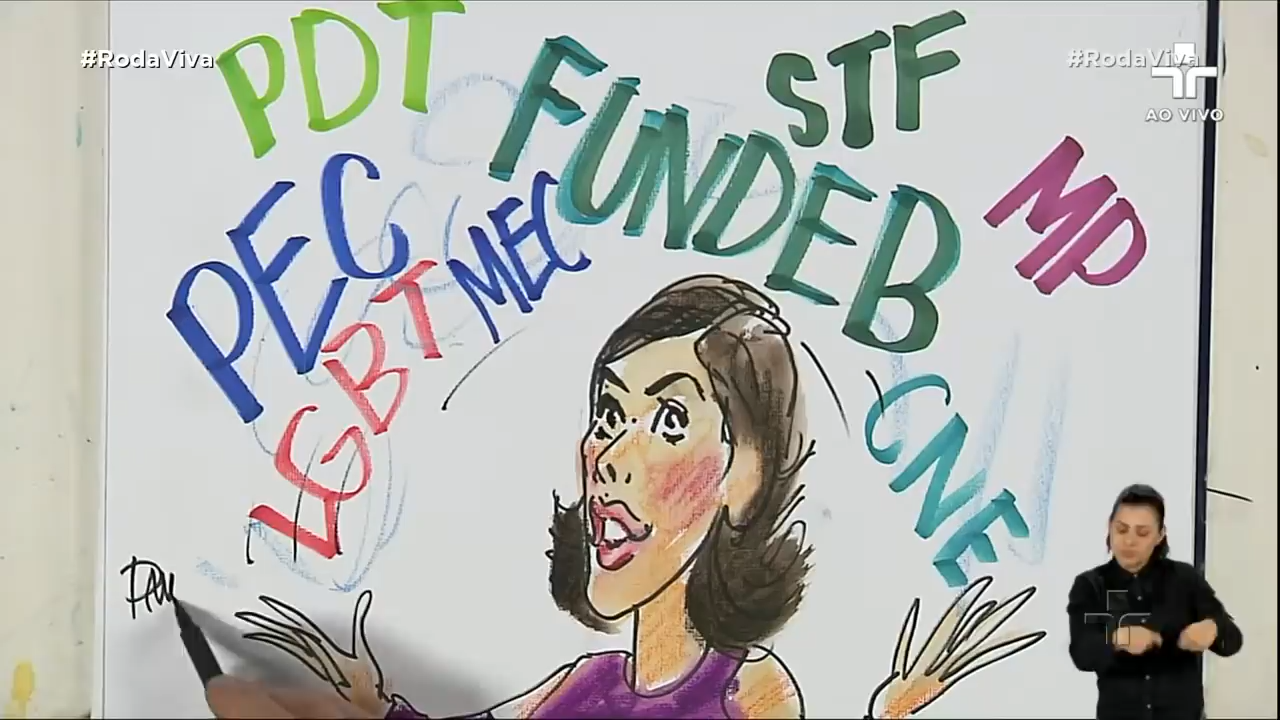 #RodaViva
#RodaViva
AO VIVO
PDT
FUNDEB
STF
MP
PEC
MEC
LGBT
CNE